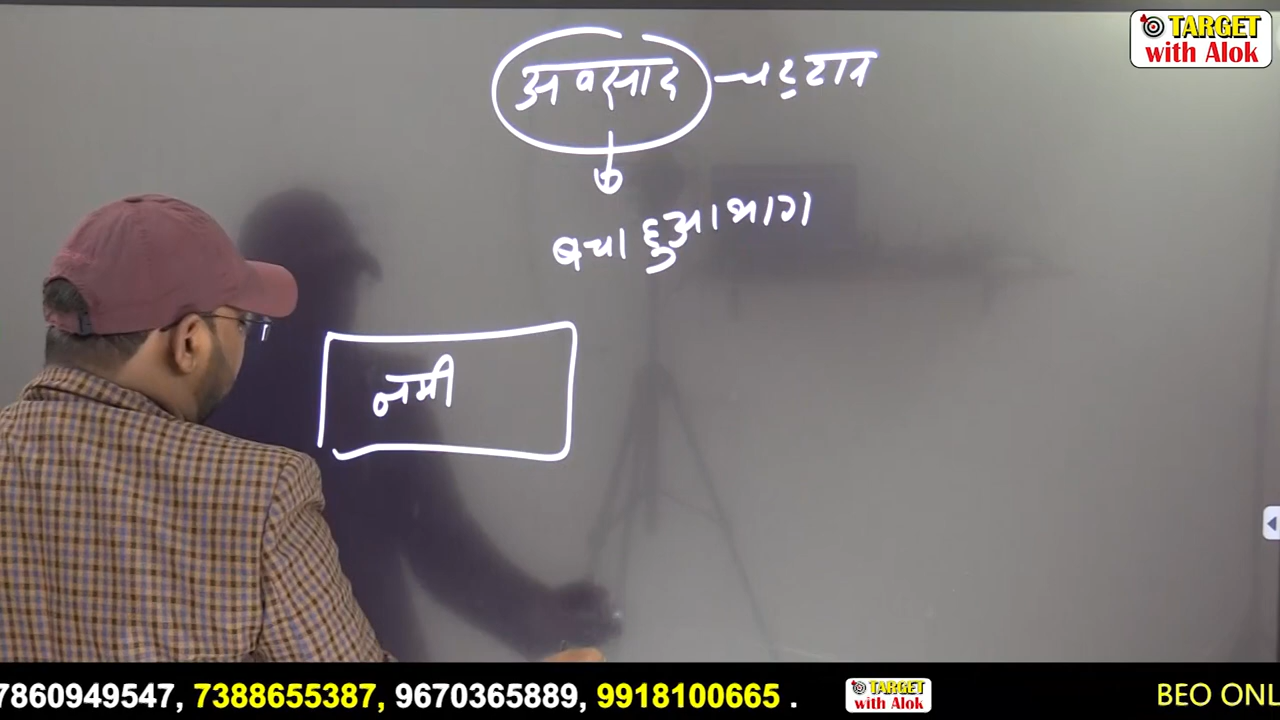 TARGET
with Alok
अवसाद → चट्टान
बचा हुआ भाग
नमी
7860949547, 7388655387, 9670365889, 9918100665 .
TARGET
with Alok
BEO ONL